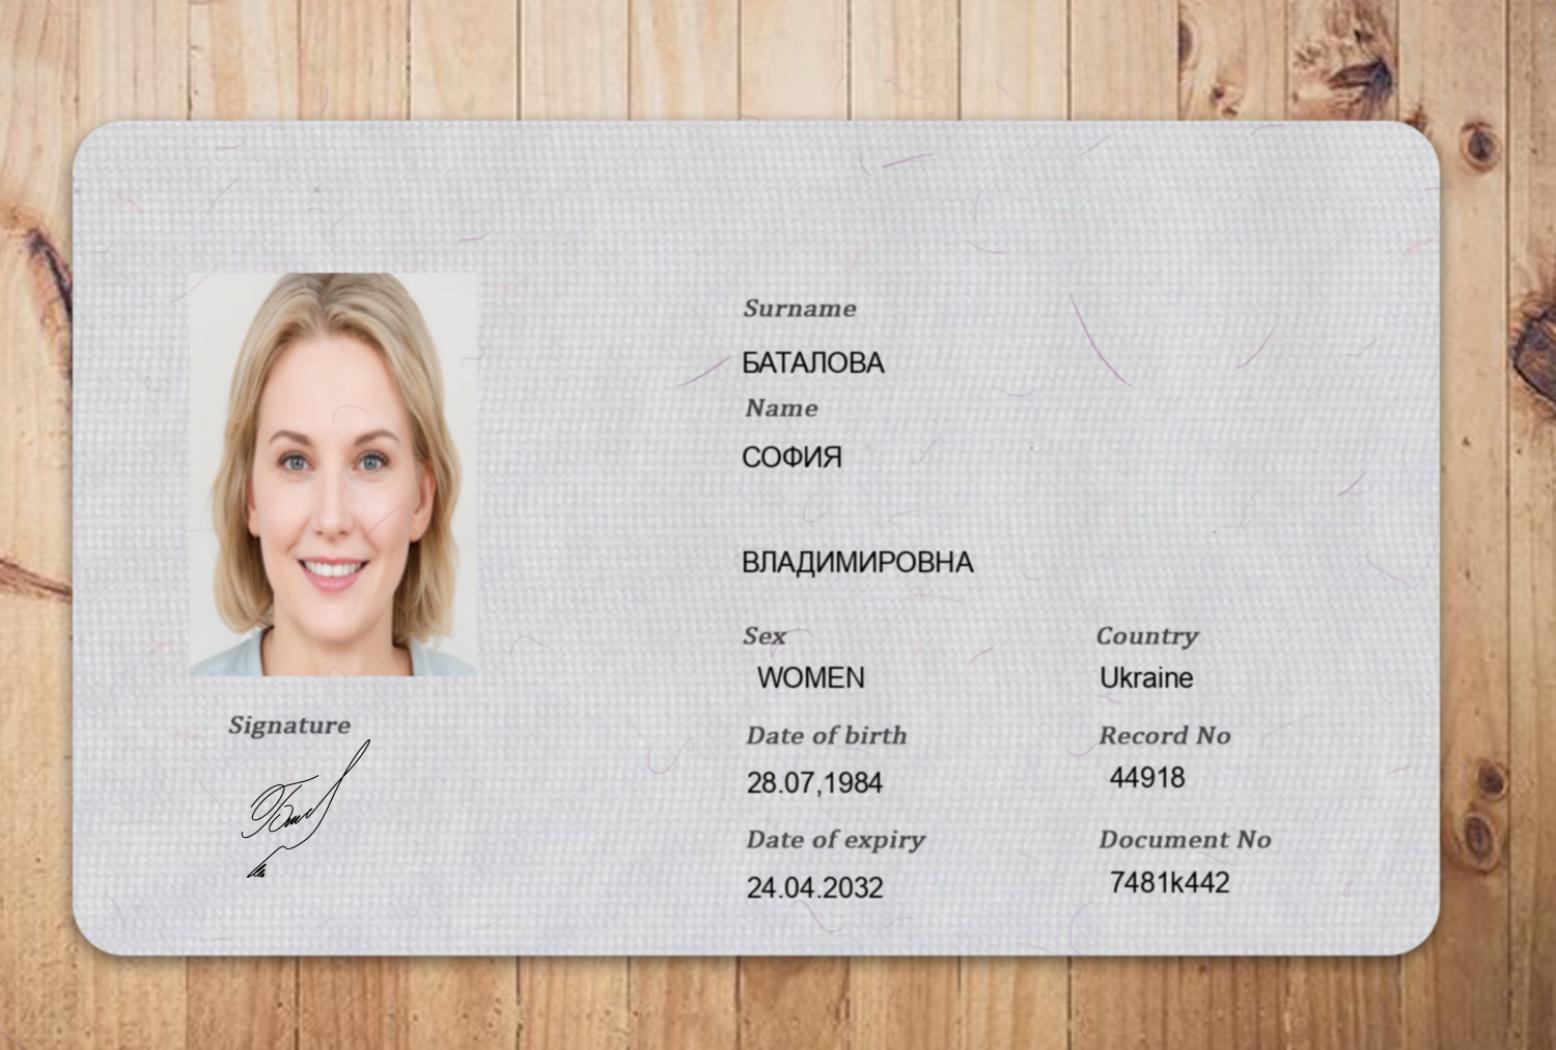 Surname
БАТАЛОВА
Name
СОФИЯ
ВЛАДИМИРОВНА
Sex
Country
WOMEN
Ukraine
Signature
Date of birth
Record No
28.07,1984
44918
Date of expiry
Document No
24.04.2032
7481k442